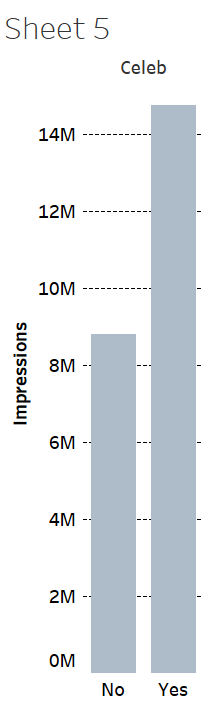 Sheet 5
Celeb
14M
12M
10M
8M
6M
4M
2M
0M
Impressions
No Yes